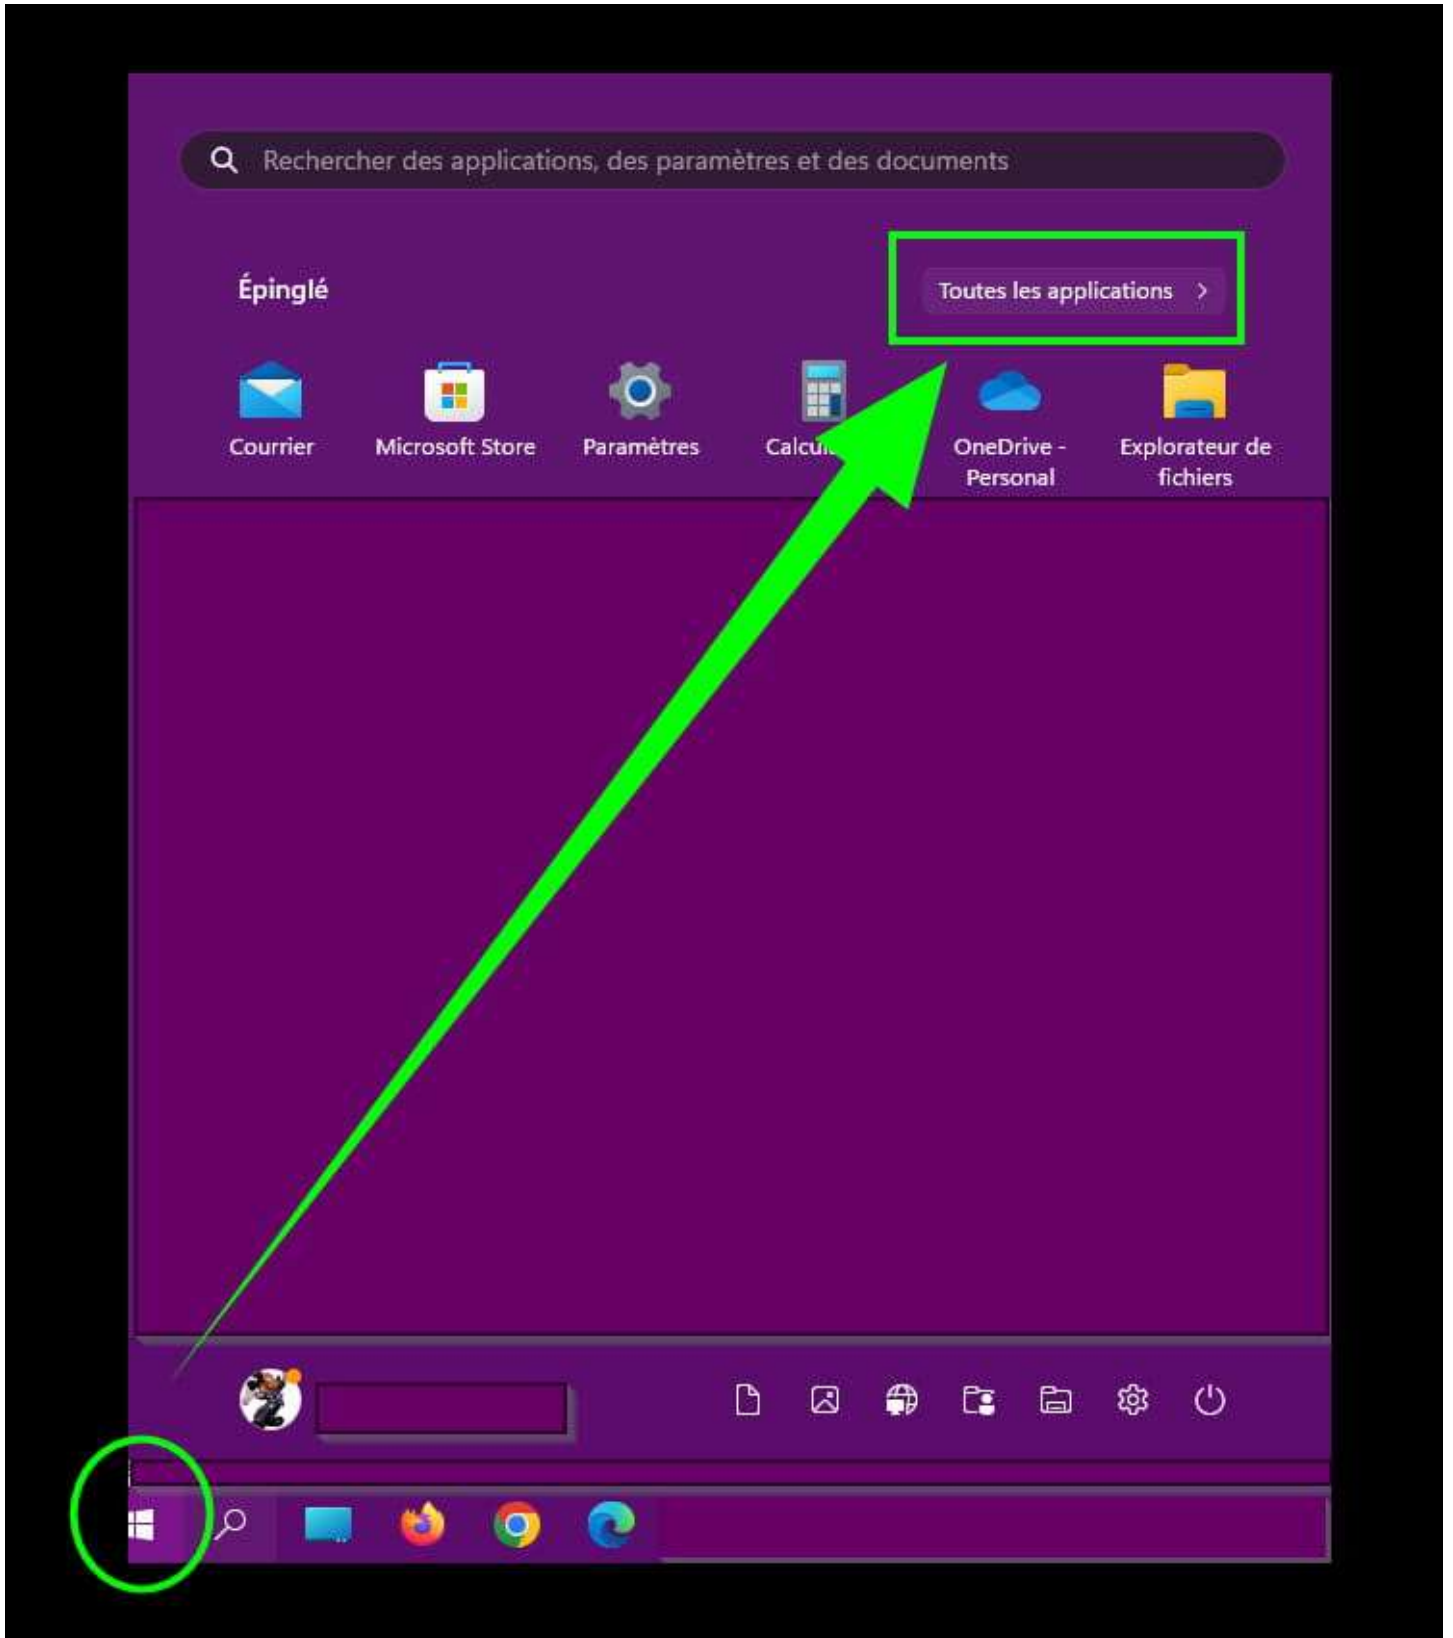 Rechercher des applications, des paramètres et des documents
Épinglé
Toutes les applications
Courrier
Microsoft Store
Paramètres
OneDrive -
Personal
Explorateur de
fichiers